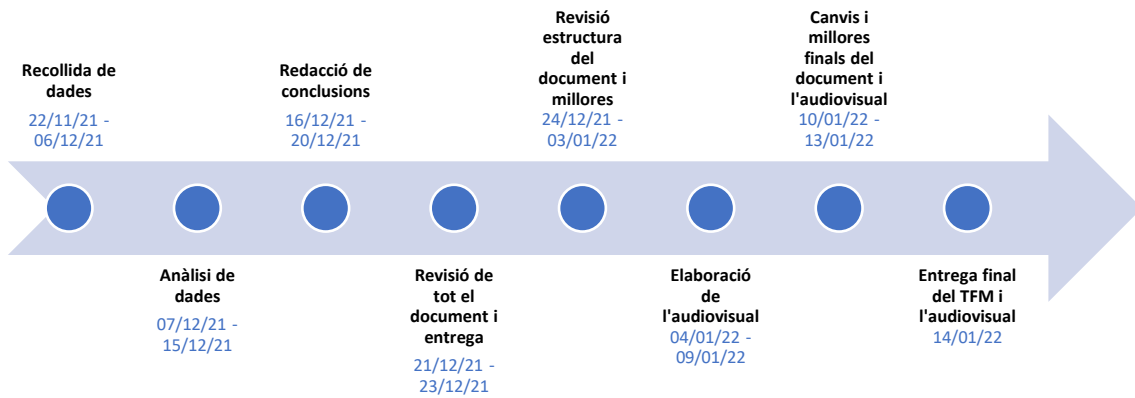 Recollida de
dades
22/11/21 -
06/12/21
Anàlisi de
dades
07/12/21 -
15/12/21
Redacció de
conclusions
16/12/21 -
20/12/21
Revisió de
tot el
document i
entrega
21/12/21 -
23/12/21
Revisió
estructura
del
document i
millores
24/12/21 -
03/01/22
Elaboració
de
l'audiovisual
04/01/22 -
09/01/22
Canvis i
millores
finals del
document i
l'audiovisual
10/01/22 -
13/01/22
Entrega final
del TFM i
l'audiovisual
14/01/22